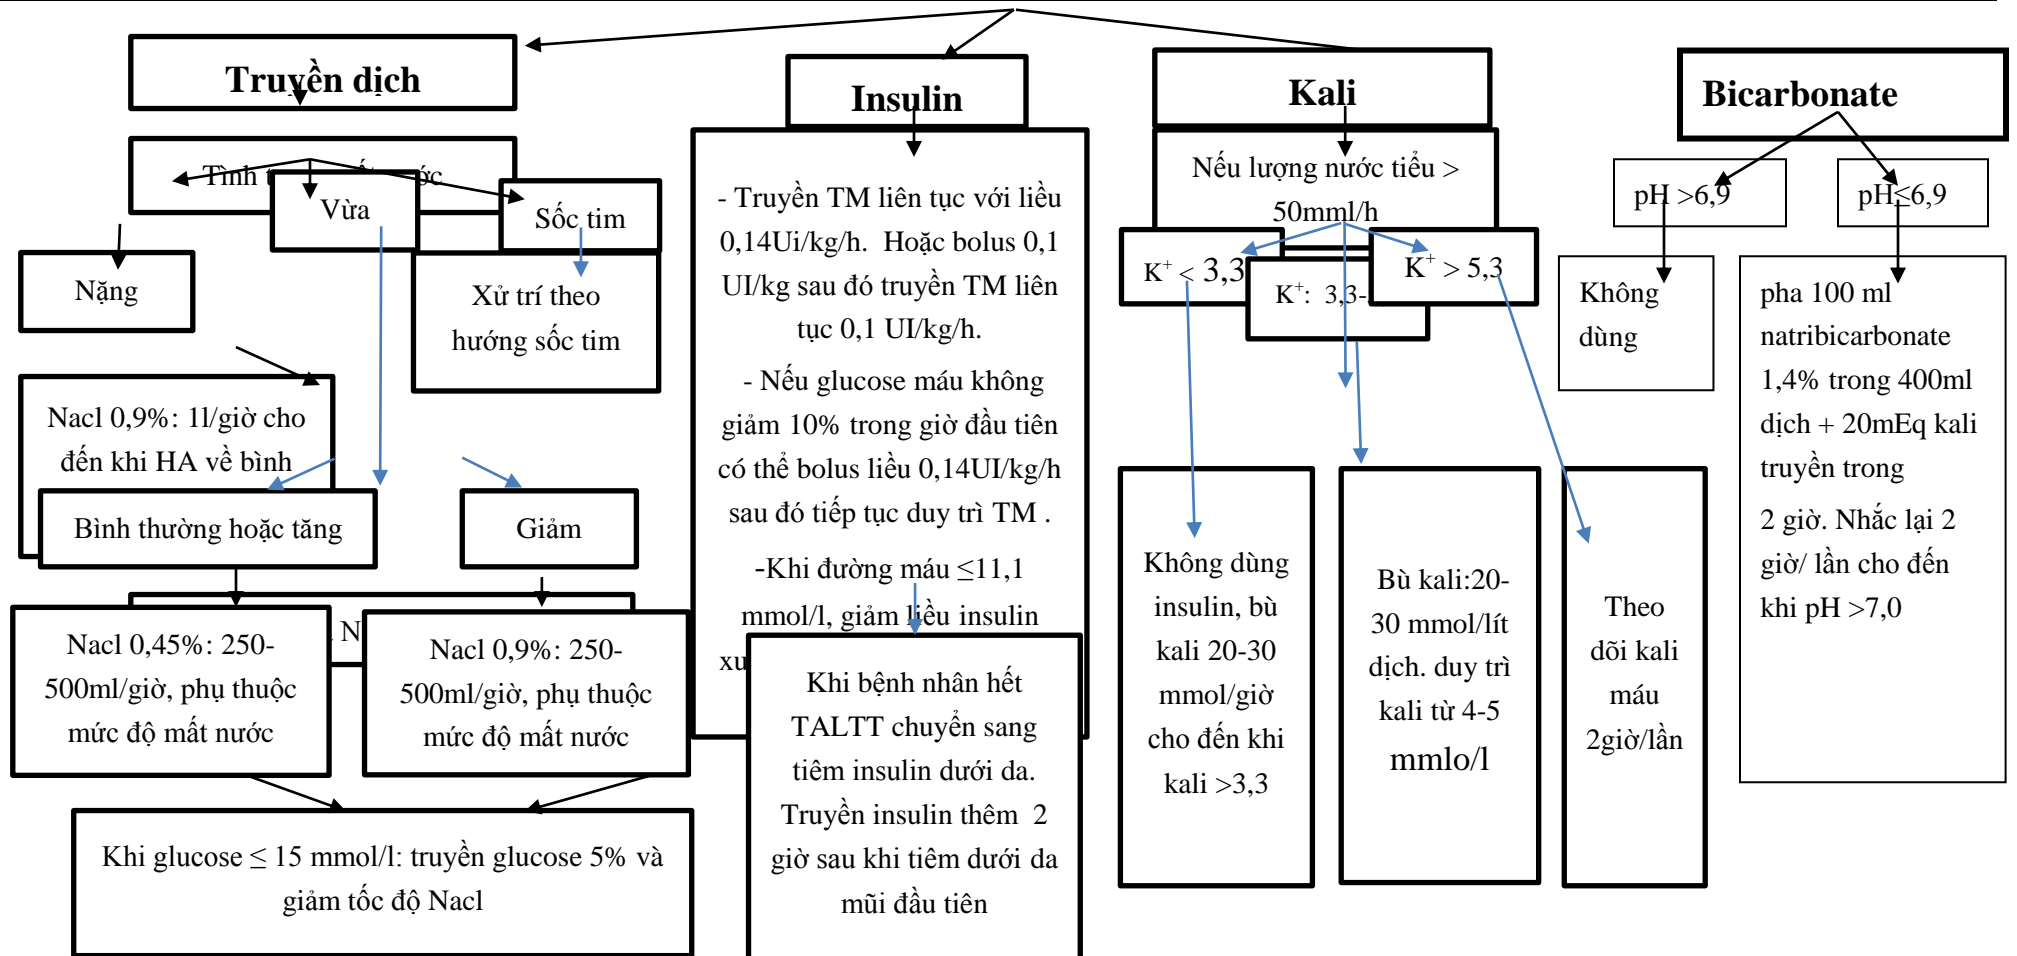 Truyền dịch
Tình
ớc
Vừa
Sốc tim
Nặng
Xử trí theo
hướng sốc tim
Nacl 0,9%: 1l/giờ cho
đến khi HA về bình
Bình thường hoặc tăng
Giảm
N
Nacl 0,45%: 250-
500ml/giờ, phụ thuộc
mức độ mất nước
Nacl 0,9%: 250-
500ml/giờ, phụ thuộc
mức độ mất nước
Khi glucose ≤ 15 mmol/l: truyền glucose 5% và
giảm tốc độ Nacl
Insulin
- Truyền TM liên tục với liều
0,14Ui/kg/h. Hoặc bolus 0,1
UI/kg sau đó truyền TM liên
tục 0,1 UI/kg/h.
- Nếu glucose máu không
giảm 10% trong giờ đầu tiên
có thể bolus liều 0,14UI/kg/h
sau đó tiếp tục duy trì TM .
-Khi đường máu ≤11,1
mmol/l, giảm liều insulin
Khi bệnh nhân hết
TALTT chuyển sang
tiêm insulin dưới da.
Truyền insulin thêm 2
giờ sau khi tiêm dưới da
mũi đầu tiên
Kali
Nếu lượng nước tiểu >
50mml/h
K⁺ < 3,3
K⁺: 3,3-
K⁺ > 5,3
Không dùng
insulin, bù
kali 20-30
mmol/giờ
cho đến khi
kali >3,3
Bù kali:20-
30 mmol/lít
dịch. duy trì
kali từ 4-5
mmlo/l
Theo
dõi kali
máu
2giờ/lần
Bicarbonate
pH >6,9
pH≤6,9
Không
dùng
pha 100 ml
natribicarbonate
1,4% trong 400ml
dịch + 20mEq kali
truyền trong
2 giờ. Nhắc lại 2
giờ/ lần cho đến
khi pH >7,0